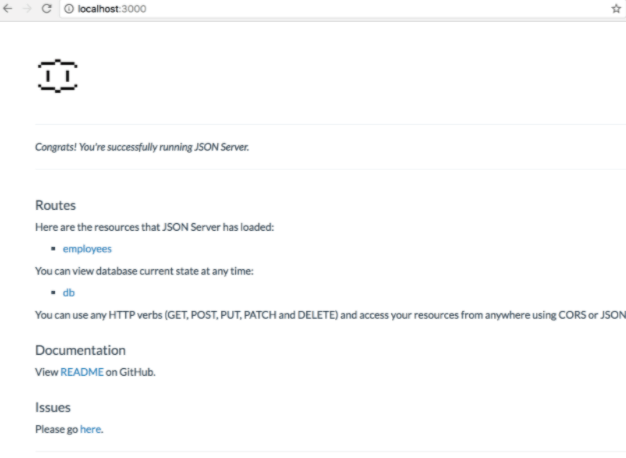 localhost:3000
Congrats! You're successfully running JSON Server.
Routes
Here are the resources that JSON Server has loaded:
employees
You can view database current state at any time:
db
You can use any HTTP verbs (GET, POST, PUT, PATCH and DELETE) and access your resources from anywhere using CORS or JSON
Documentation
View README on GitHub.
Issues
Please go here.